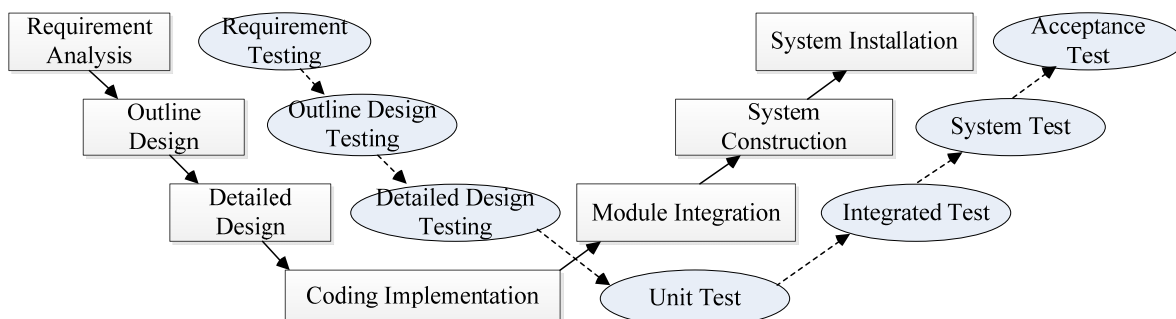 Requirement
Analysis
Requirement
Testing
System Installation
Acceptance
Test
Outline
Design
Outline Design
Testing
System
Construction
System Test
Detailed
Design
Detailed Design
Testing
Module Integration
Integrated Test
Coding Implementation
Unit Test